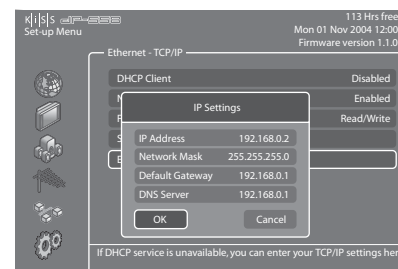 KiSS DP-558
113 Hrs free
Set-up Menu
Mon 01 Nov 2004 12:00
Firmware version 1.1.0
Ethernet - TCP/IP
DHCP Client Disabled
Enabled
Read/Write
IP Settings
IP Address 192.168.0.2
Network Mask 255.255.255.0
Default Gateway 192.168.0.1
DNS Server 192.168.0.1
OK Cancel
If DHCP service is unavailable, you can enter your TCP/IP settings her